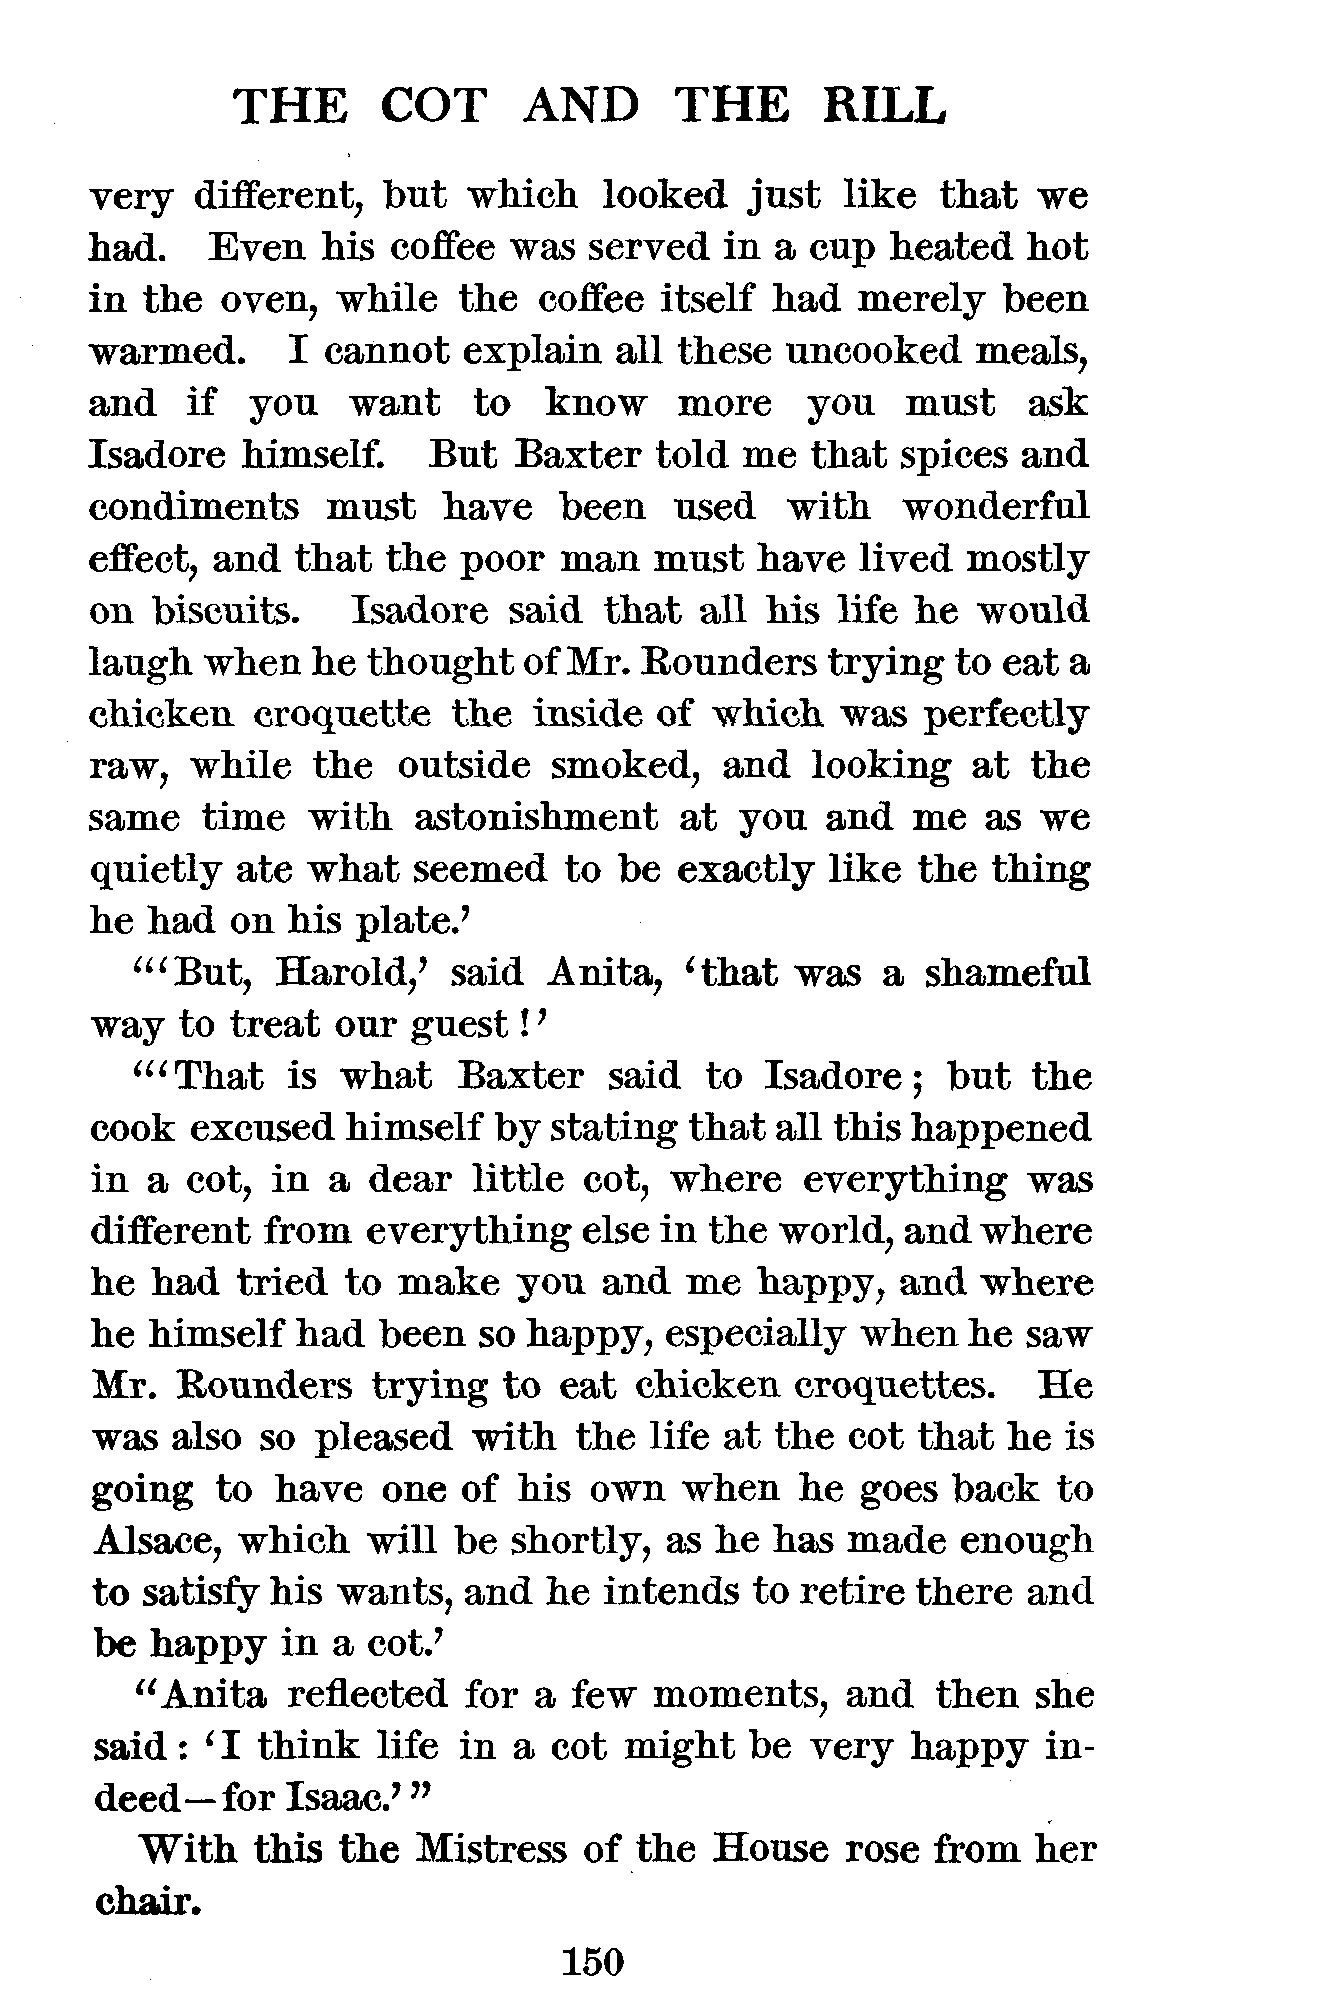 THE COT AND THE RILL
very different, but which looked just like that we
had. Even his coffee was served in a cup heated hot
in the oven, while the coffee itself had merely been
warmed. I cannot explain all these uncooked meals,
and if you want to know more you must ask
Isadore himself. But Baxter told me that spices and
condiments must have been used with wonderful
effect, and that the poor man must have lived mostly
on biscuits. Isadore said that all his life he would
laugh when he thought of Mr. Rounders trying to eat a
chicken croquette the inside of which was perfectly
raw, while the outside smoked, and looking at the
same time with astonishment at you and me as we
quietly ate what seemed to be exactly like the thing
he had on his plate.’
“‘But, Harold,’ said Anita, ‘that was a shameful
way to treat our guest!’
“‘That is what Baxter said to Isadore; but the
cook excused himself by stating that all this happened
in a cot, in a dear little cot, where everything was
different from everything else in the world, and where
he had tried to make you and me happy, and where
he himself had been so happy, especially when he saw
Mr. Rounders trying to eat chicken croquettes. He
was also so pleased with the life at the cot that he is
going to have one of his own when he goes back to
Alsace, which will be shortly, as he has made enough
to satisfy his wants, and he intends to retire there and
be happy in a cot.’
“Anita reflected for a few moments, and then she
said: ‘I think life in a cot might be very happy in-
deed—for Isaac.’”
With this the Mistress of the House rose from her
chair.
150